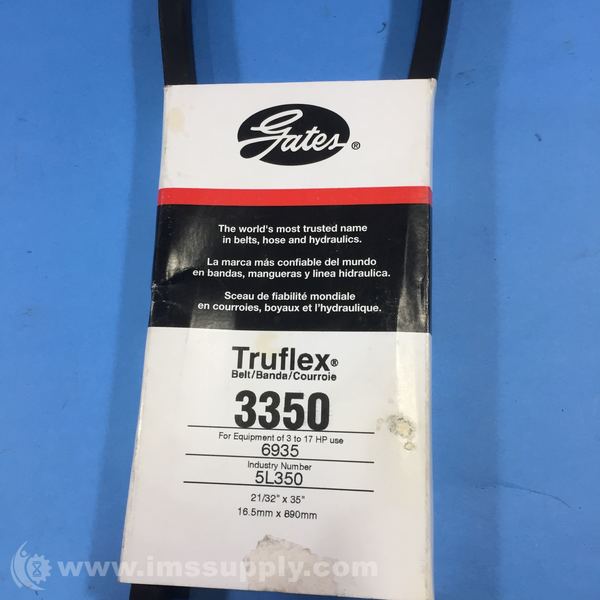 Gates®
The world's most trusted name
in belts, hose and hydraulics.
La marca más confiable del mundo
en bandas, mangueras y linea hidraulica.
Sceau de fiabilité mondiale
en courroies, boyaux et l'hydraulique.
Truflex®
Belt/Banda/Courroie
3350
For Equipment of 3 to 17 HP use
6935
Industry Number
5L350
21/32" x 35"
16.5mm x 890mm
www.imssupply.com